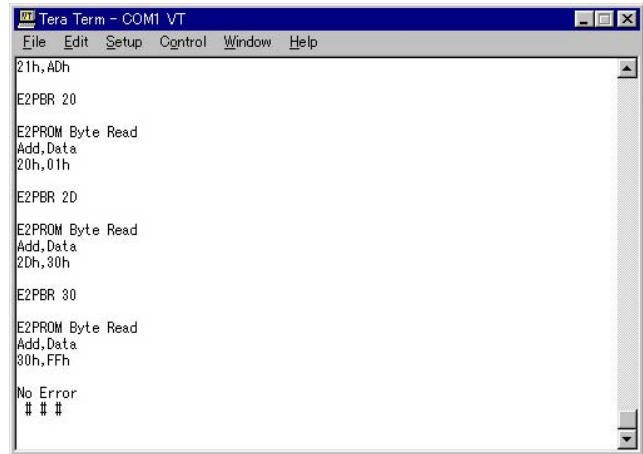 Tera Term - COM1 VT
File Edit Setup Control Window Help
21h,ADh
E2PBR 20
E2PROM Byte Read
Add,Data
20h,01h
E2PBR 2D
E2PROM Byte Read
Add,Data
2Dh,30h
E2PBR 30
E2PROM Byte Read
Add,Data
30h,FFh
No Error
# # #